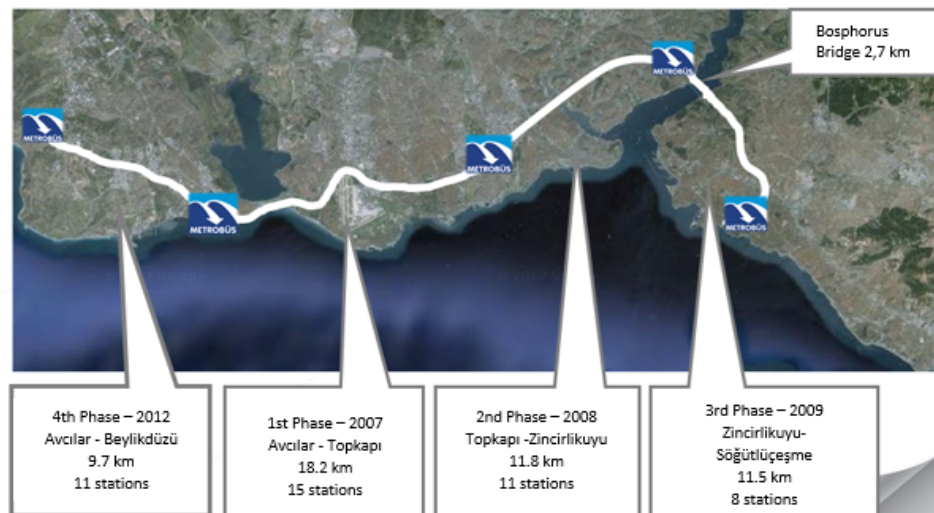 Bosphorus
Bridge 2,7 km
METROBÜS
METROBÜS
METROBÜS
METROBÜS
METROBÜS
4th Phase – 2012
Avcılar - Beylikdüzü
9.7 km
11 stations
1st Phase – 2007
Avcılar - Topkapı
18.2 km
15 stations
2nd Phase – 2008
Topkapı -Zincirlikuyu
11.8 km
11 stations
3rd Phase – 2009
Zincirlikuyu-
Söğütlüçeşme
11.5 km
8 stations